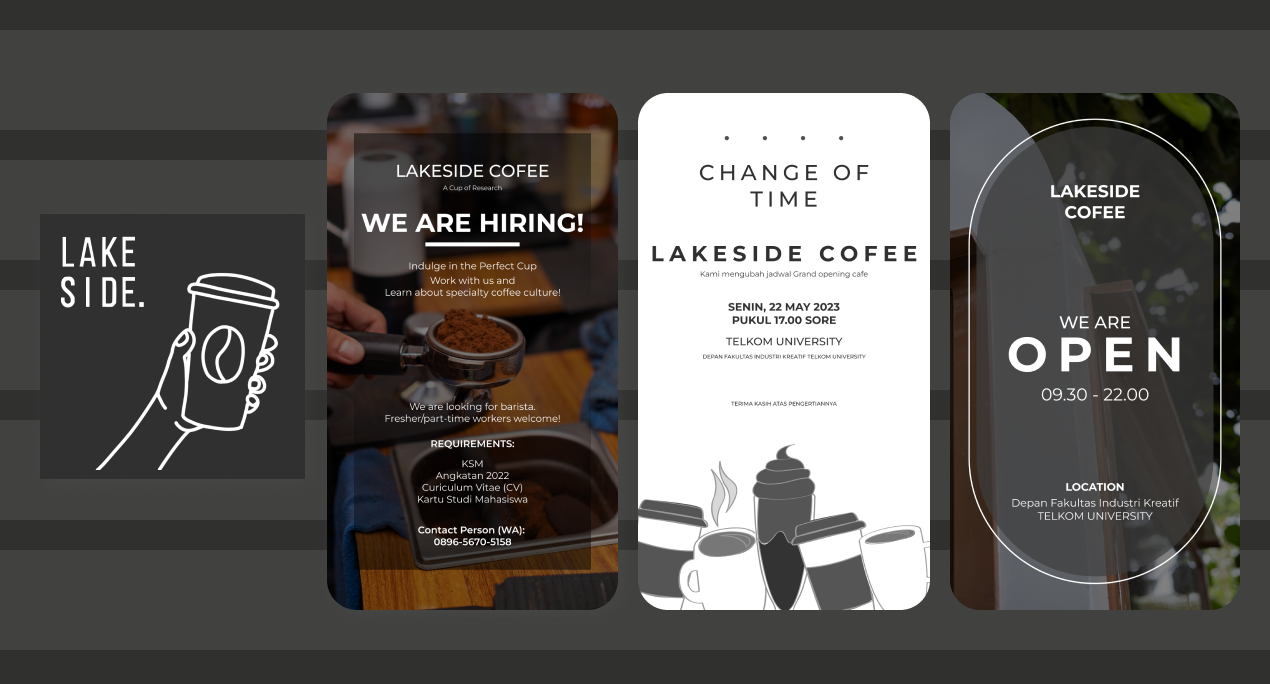 LAKE
SIDE.
LAKESIDE COFEE
A Cup of Research
WE ARE HIRING!
Indulge in the Perfect Cup
Work with us and
Learn about specialty coffee culture!
We are looking for barista.
Fresher/part-time workers welcome!
REQUIREMENTS:
KSM
Angkatan 2022
Curiculum Vitae (CV)
Kartu Studi Mahasiswa
Contact Person (WA):
0896-5670-5158
CHANGE OF
TIME
LAKESIDE COFEE
Kami mengubah jadwal Grand opening cafe
SENIN, 22 MAY 2023
PUKUL 17.00 SORE
TELKOM UNIVERSITY
DEPAN FAKULTAS INDUSTRI KREATIF TELKOM UNIVERSITY
TERIMA KASIH ATAS PENGERTIANNYA
LAKESIDE
COFEE
WE ARE
OPEN
09.30 - 22.00
LOCATION
Depan Fakultas Industri Kreatif
TELKOM UNIVERSITY